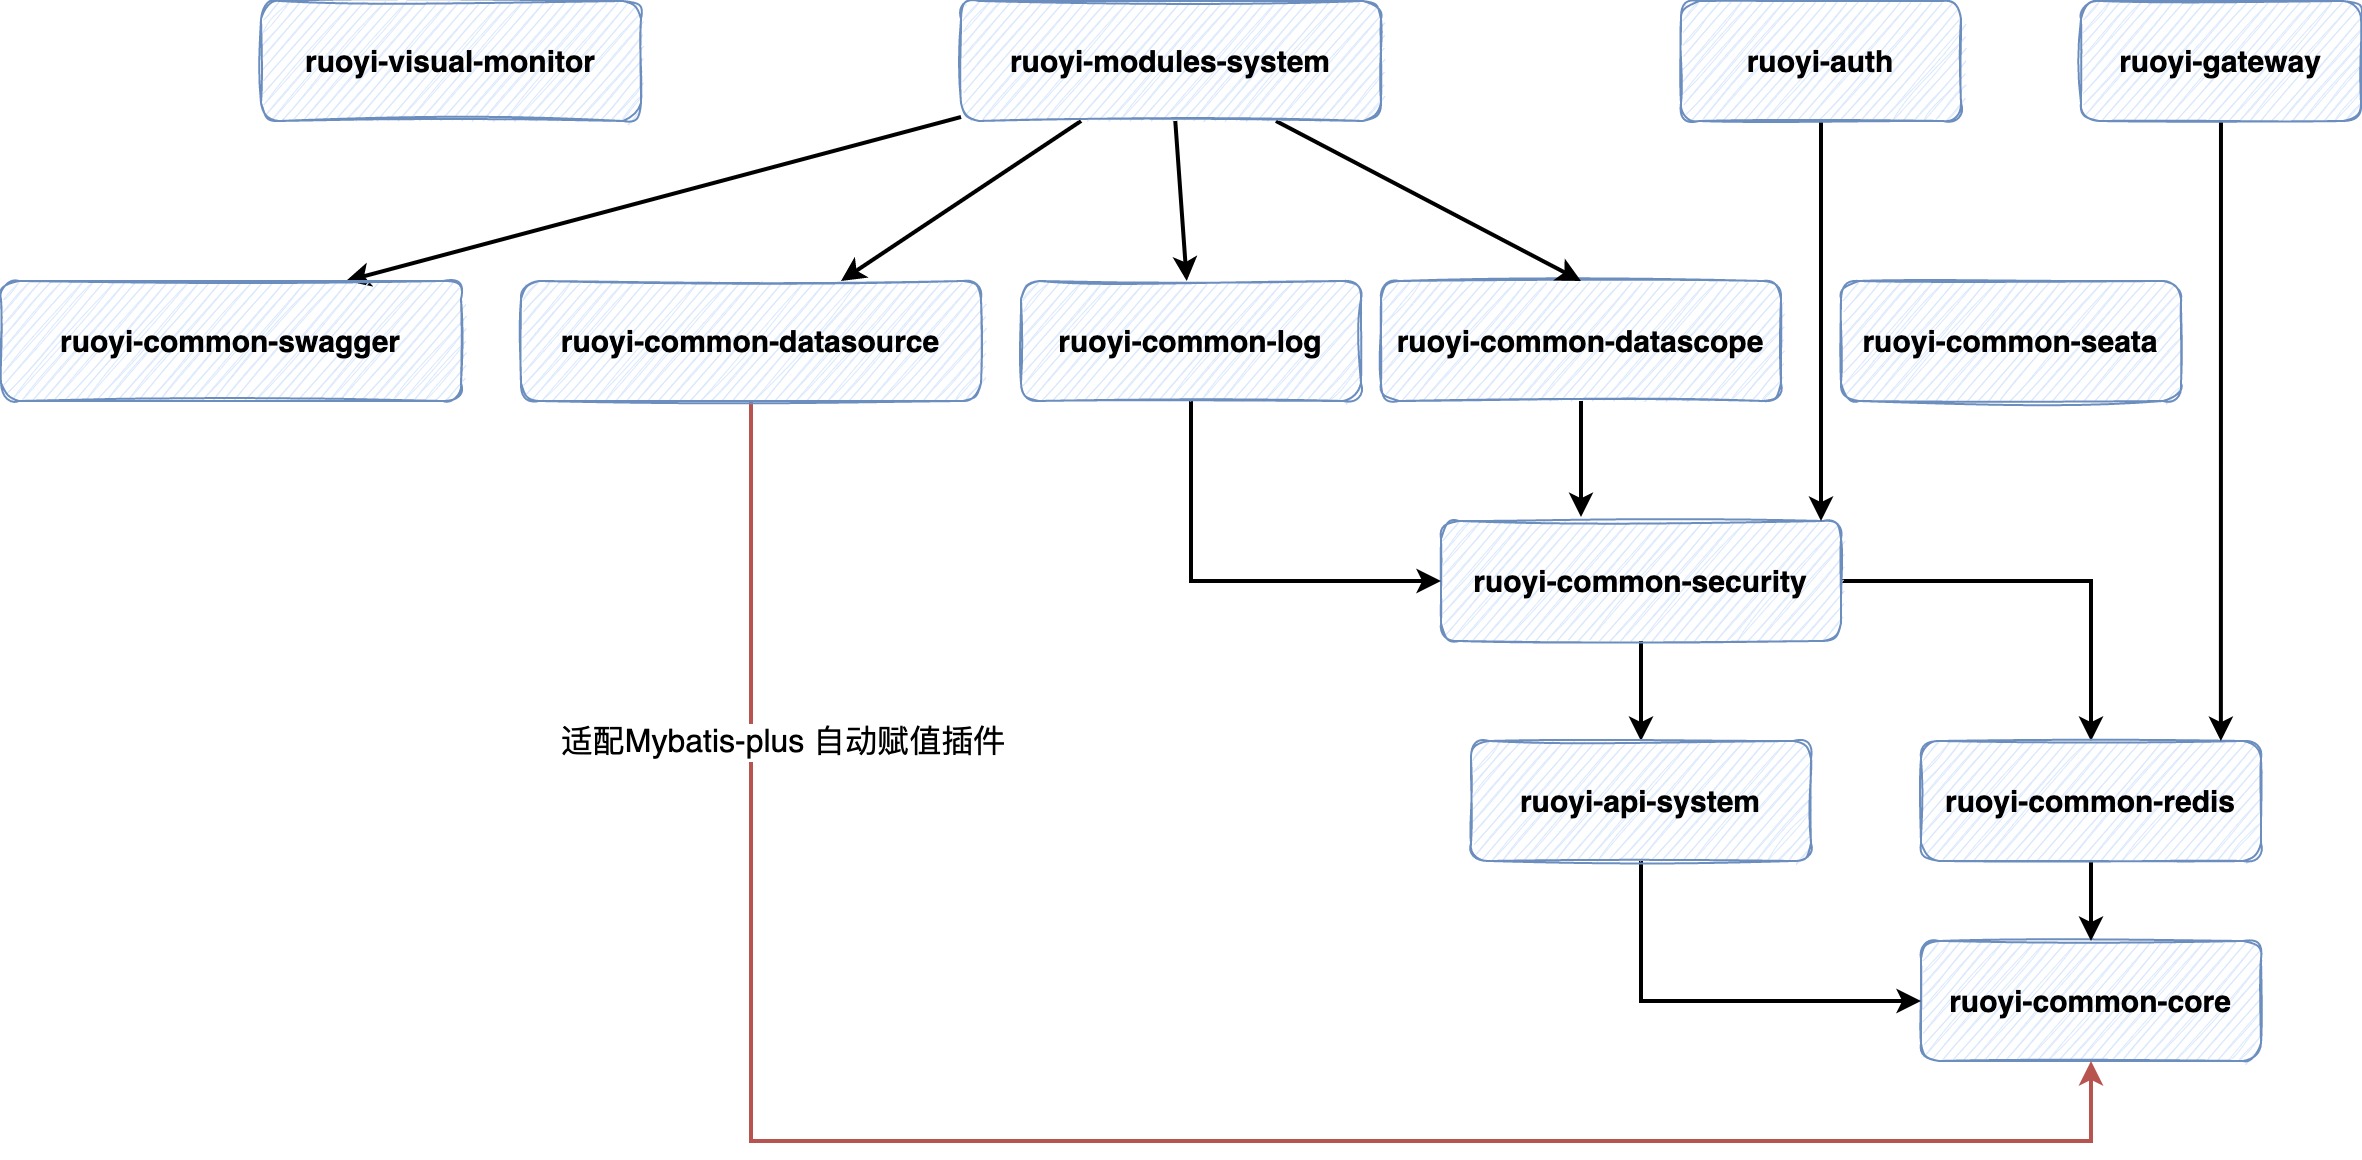 ruoyi-visual-monitor
ruoyi-modules-system
ruoyi-auth
ruoyi-gateway
ruoyi-common-swagger
ruoyi-common-datasource
ruoyi-common-log
ruoyi-common-datascope
ruoyi-common-seata
ruoyi-common-security
适配Mybatis-plus 自动赋值插件
ruoyi-api-system
ruoyi-common-redis
ruoyi-common-core